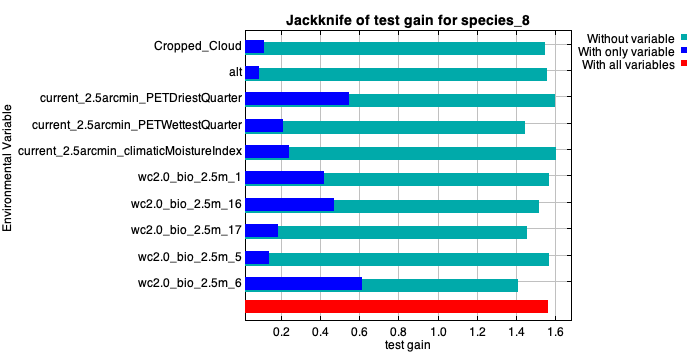 Jackknife of test gain for species_8
Without variable
With only variable
With all variables
Environmental Variable
Cropped_Cloud
alt
current_2.5arcmin_PETDriestQuarter
current_2.5arcmin_PETWettestQuarter
current_2.5arcmin_climaticMoistureIndex
wc2.0_bio_2.5m_1
wc2.0_bio_2.5m_16
wc2.0_bio_2.5m_17
wc2.0_bio_2.5m_5
wc2.0_bio_2.5m_6
0.2 0.4 0.6 0.8 1.0 1.2 1.4 1.6
test gain